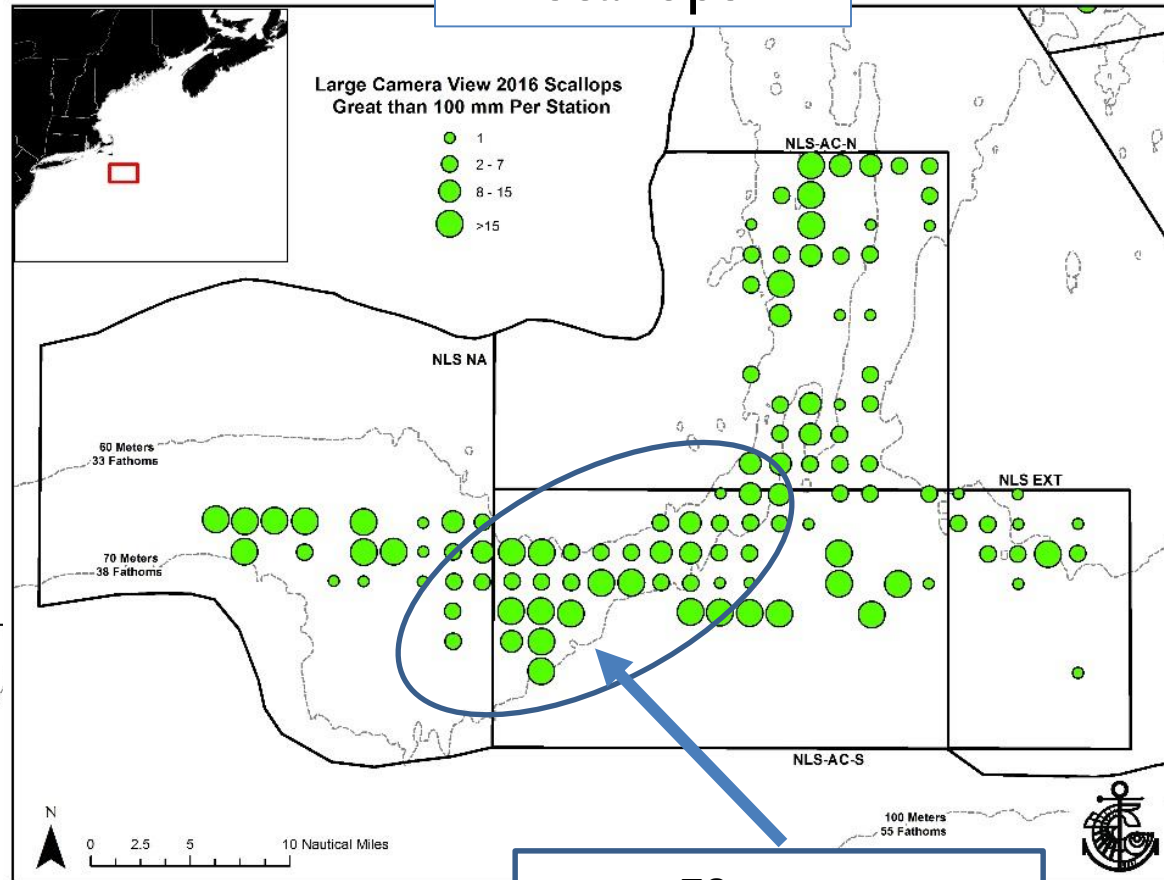 Large Camera View 2016 Scallops
Great than 100 mm Per Station
1
2 - 7
8 - 15
>15
NLS-AC-N
NLS NA
60 Meters
33 Fathoms
NLS EXT
70 Meters
38 Fathoms
NLS-AC-S
100 Meters
55 Fathoms
N
0 2.5 5 10 Nautical Miles